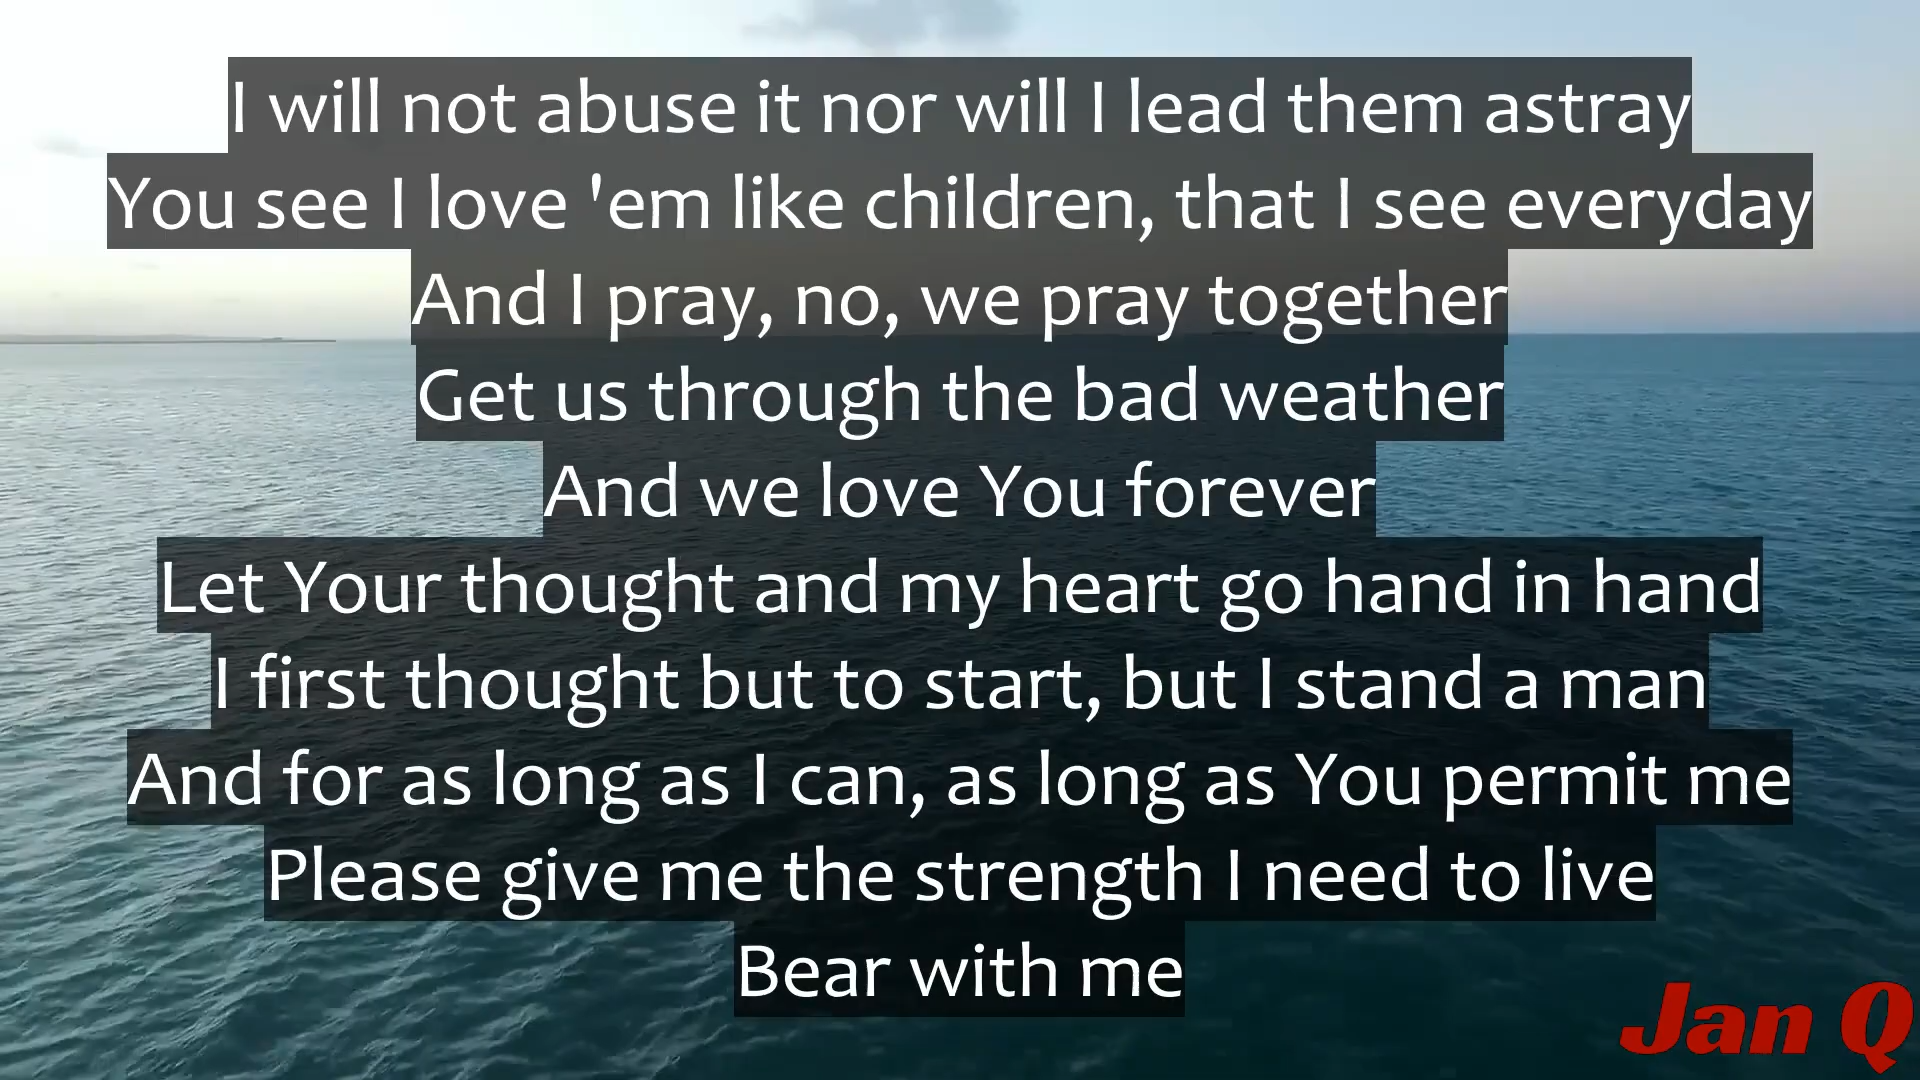 I will not abuse it nor will I lead them astray
You see I love 'em like children, that I see everyday
And I pray, no, we pray together
Get us through the bad weather
And we love You forever
Let Your thought and my heart go hand in hand
I first thought but to start, but I stand a man
And for as long as I can, as long as You permit me
Please give me the strength I need to live
Bear with me
Jan Q